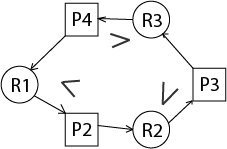 P4 R3
>
R1 < V P3
P2 R2